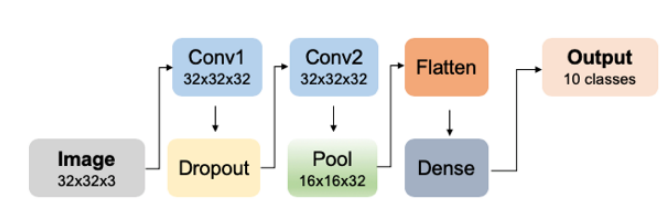 Image
32x32x3
Conv1
32x32x32
Dropout
Conv2
32x32x32
Pool
16x16x32
Flatten
Dense
Output
10 classes